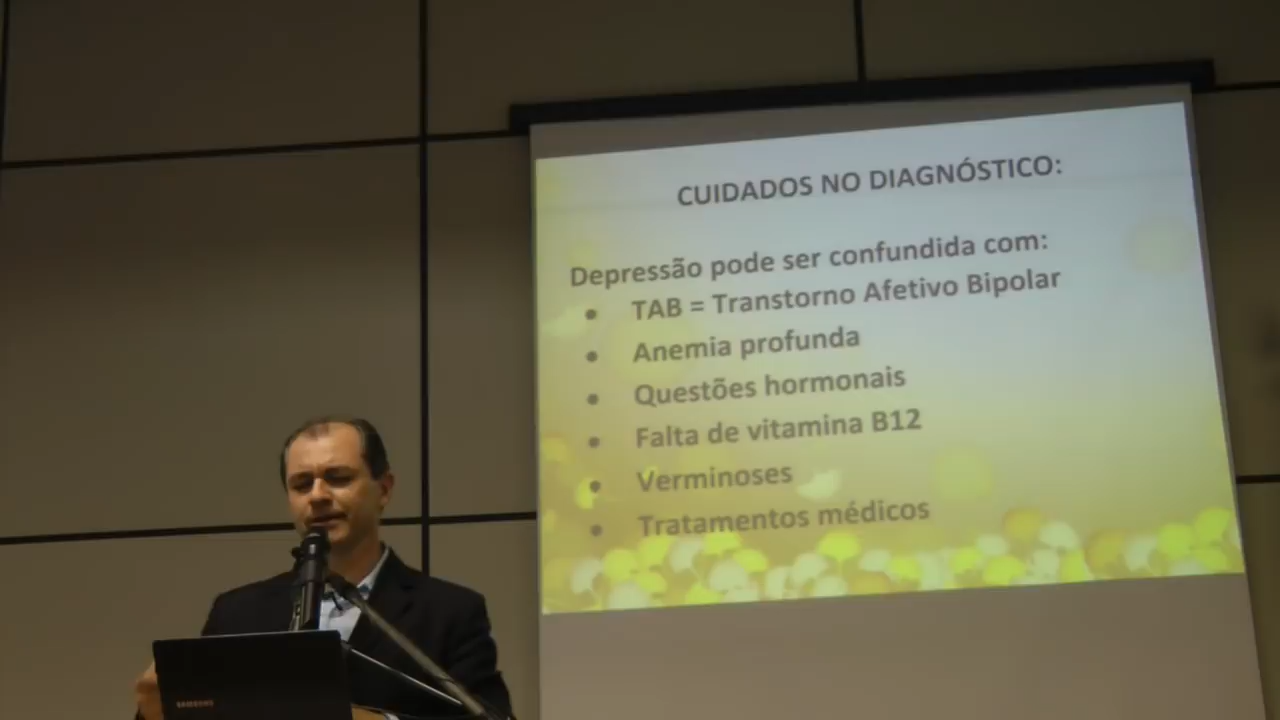 CUIDADOS NO DIAGNÓSTICO:
Depressão pode ser confundida com:
• TAB = Transtorno Afetivo Bipolar
• Anemia profunda
• Questões hormonais
• Falta de vitamina B12
• Verminoses
• Tratamentos médicos
SAMSUNG